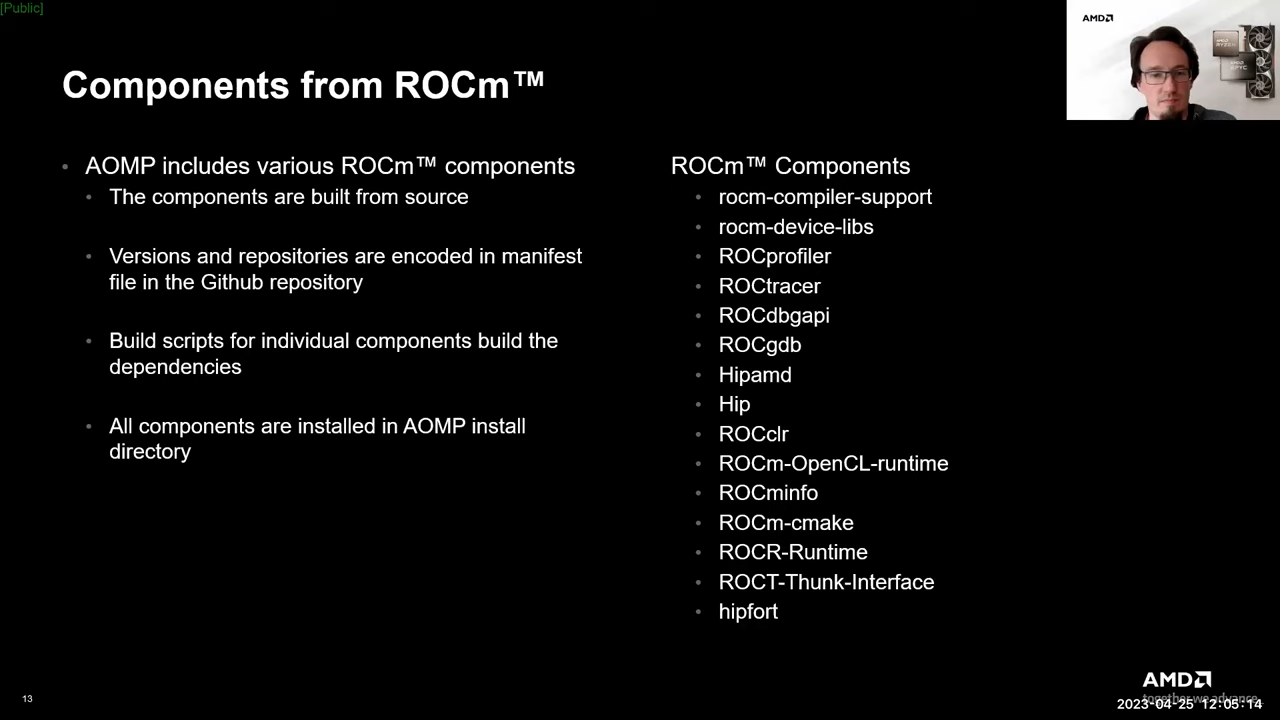 [Public]
AMD
Components from ROCm™
AOMP includes various ROCm™ components
The components are built from source
Versions and repositories are encoded in manifest
file in the Github repository
Build scripts for individual components build the
dependencies
All components are installed in AOMP install
directory
ROCm™ Components
rocm-compiler-support
rocm-device-libs
ROCprofiler
ROCtracer
ROCdbgapi
ROCgdb
Hipamd
Hip
ROCclr
ROCm-OpenCL-runtime
ROCminfo
ROCm-cmake
ROCR-Runtime
ROCT-Thunk-Interface
hipfort
13
AMD
together we advance_
2023-04-25 12:05:14